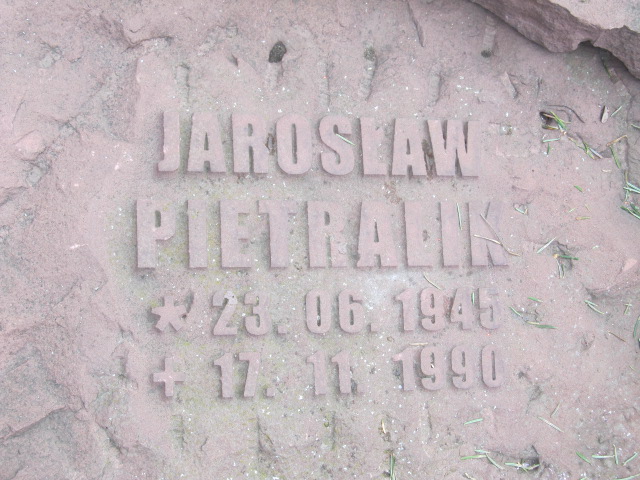 JAROSŁAW
PIETRALIK
* 23. 06. 1945
+ 17. 11. 1990